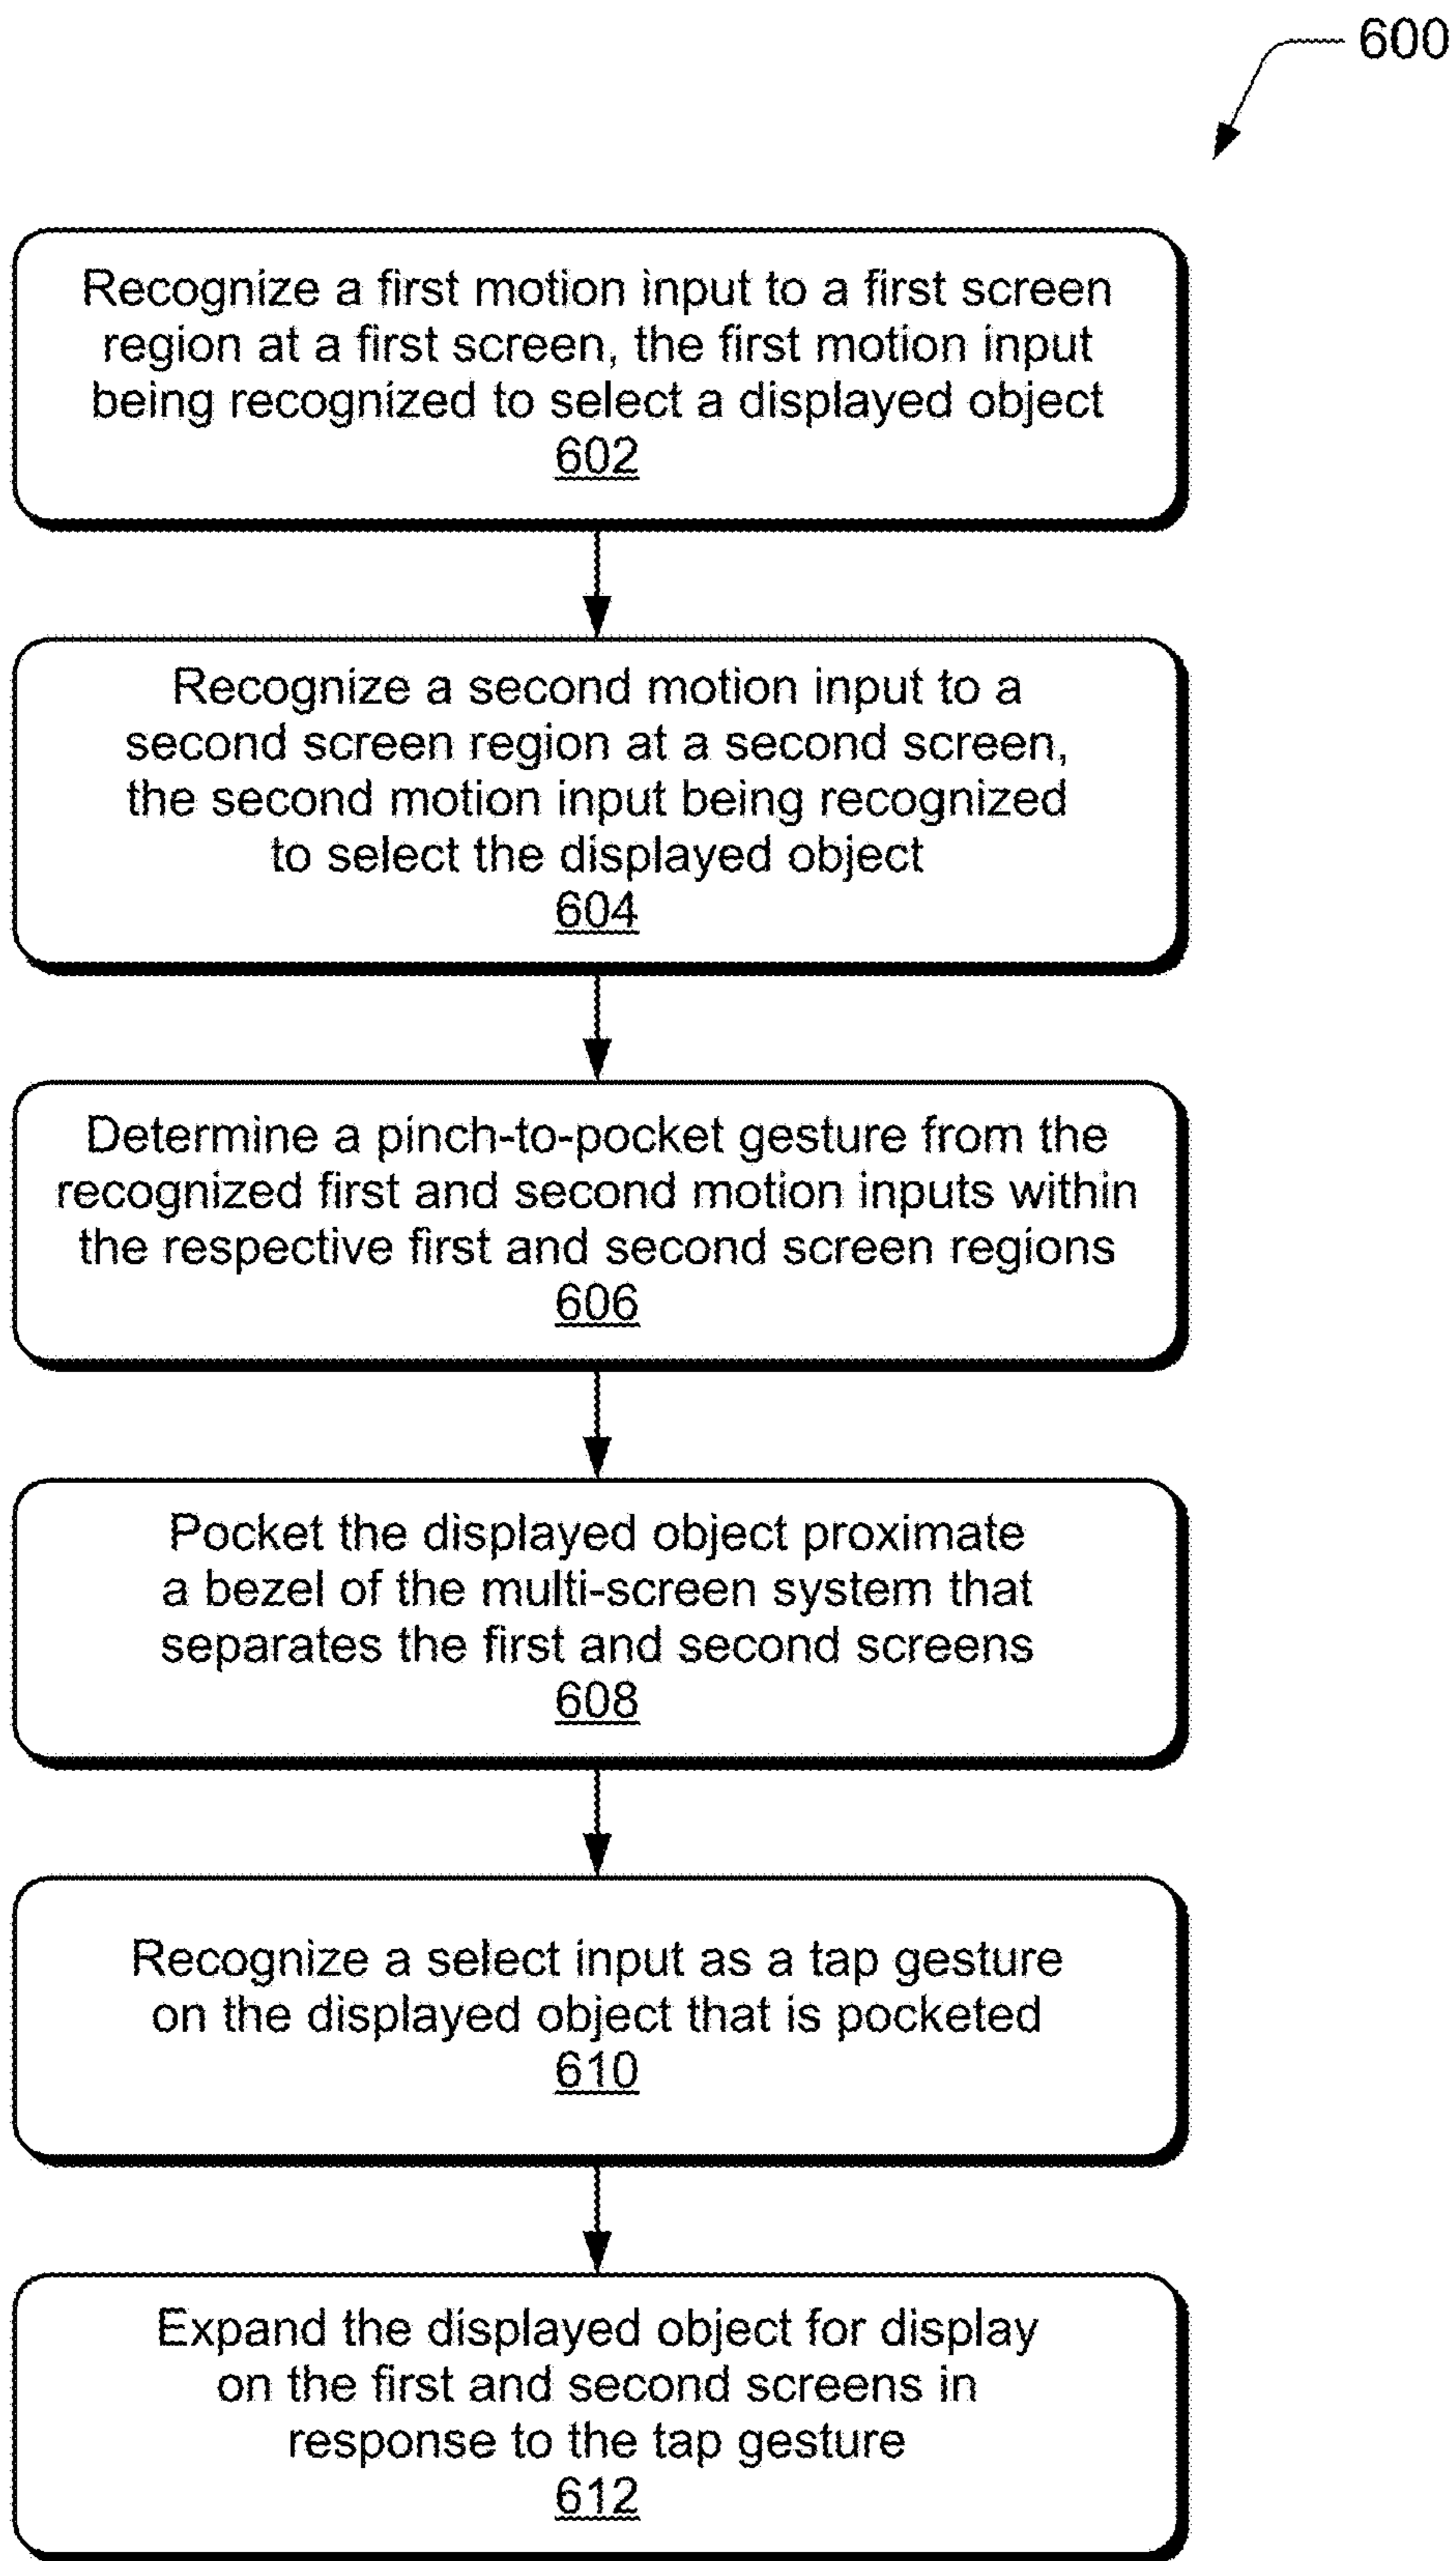 600
Recognize a first motion input to a first screen
region at a first screen, the first motion input
being recognized to select a displayed object
602
Recognize a second motion input to a
second screen region at a second screen,
the second motion input being recognized
to select the displayed object
604
Determine a pinch-to-pocket gesture from the
recognized first and second motion inputs within
the respective first and second screen regions
606
Pocket the displayed object proximate
a bezel of the multi-screen system that
separates the first and second screens
608
Recognize a select input as a tap gesture
on the displayed object that is pocketed
610
Expand the displayed object for display
on the first and second screens in
response to the tap gesture
612